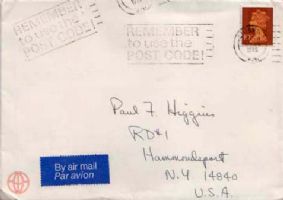 REMEMBER
to use the
POST CODE!
REMEMBER
to use the
POST CODE!
Paul F. Higgins
RD#1
Hammondsport
N.Y 14840
U.S.A.
By air mail
Par avion